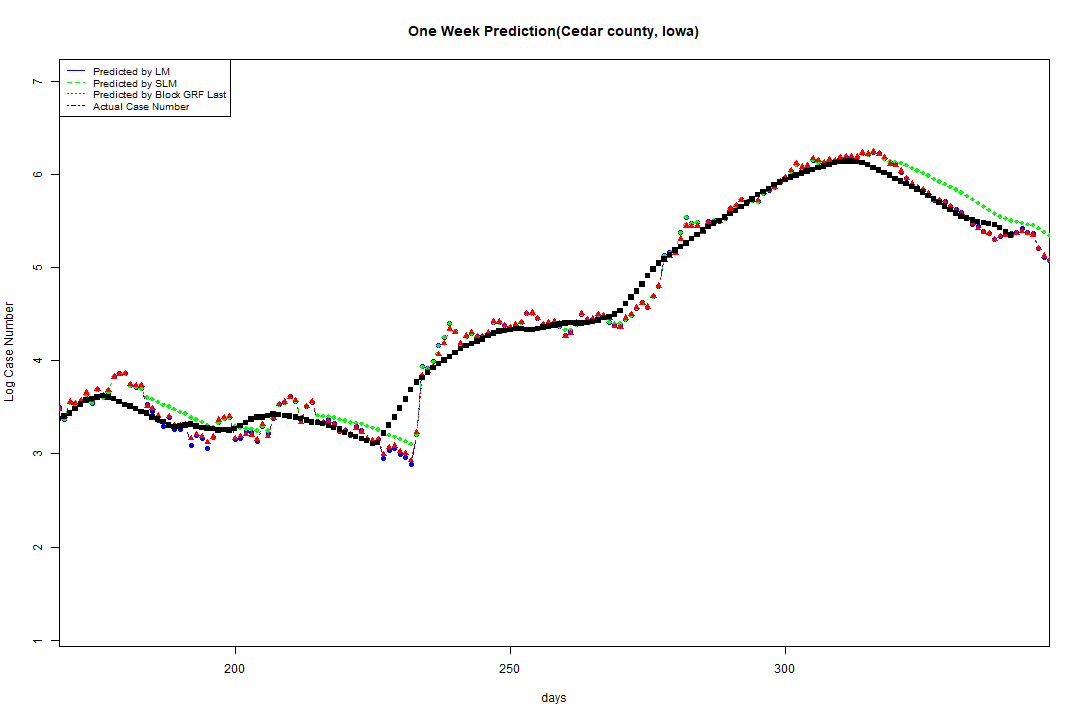 One Week Prediction(Cedar county, Iowa)
Predicted by LM
Predicted by SLM
Predicted by Block GRF Last
Actual Case Number
7
6
5
4
3
2
1
Log Case Number
200 250 300
days